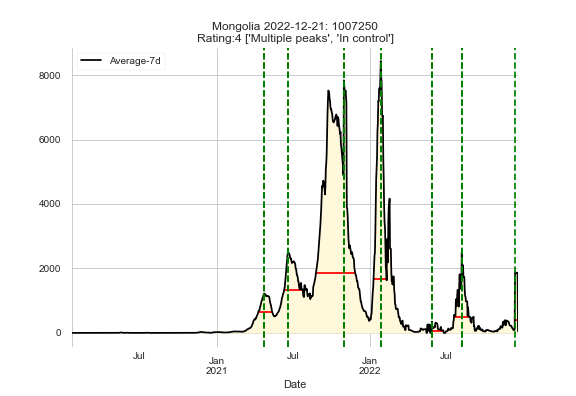 Mongolia 2022-12-21: 1007250
Rating:4 ['Multiple peaks', 'In control']
Average-7d
8000
6000
4000
2000
0
Jul
Jan
2021
Jul
Jan
2022
Jul
Date